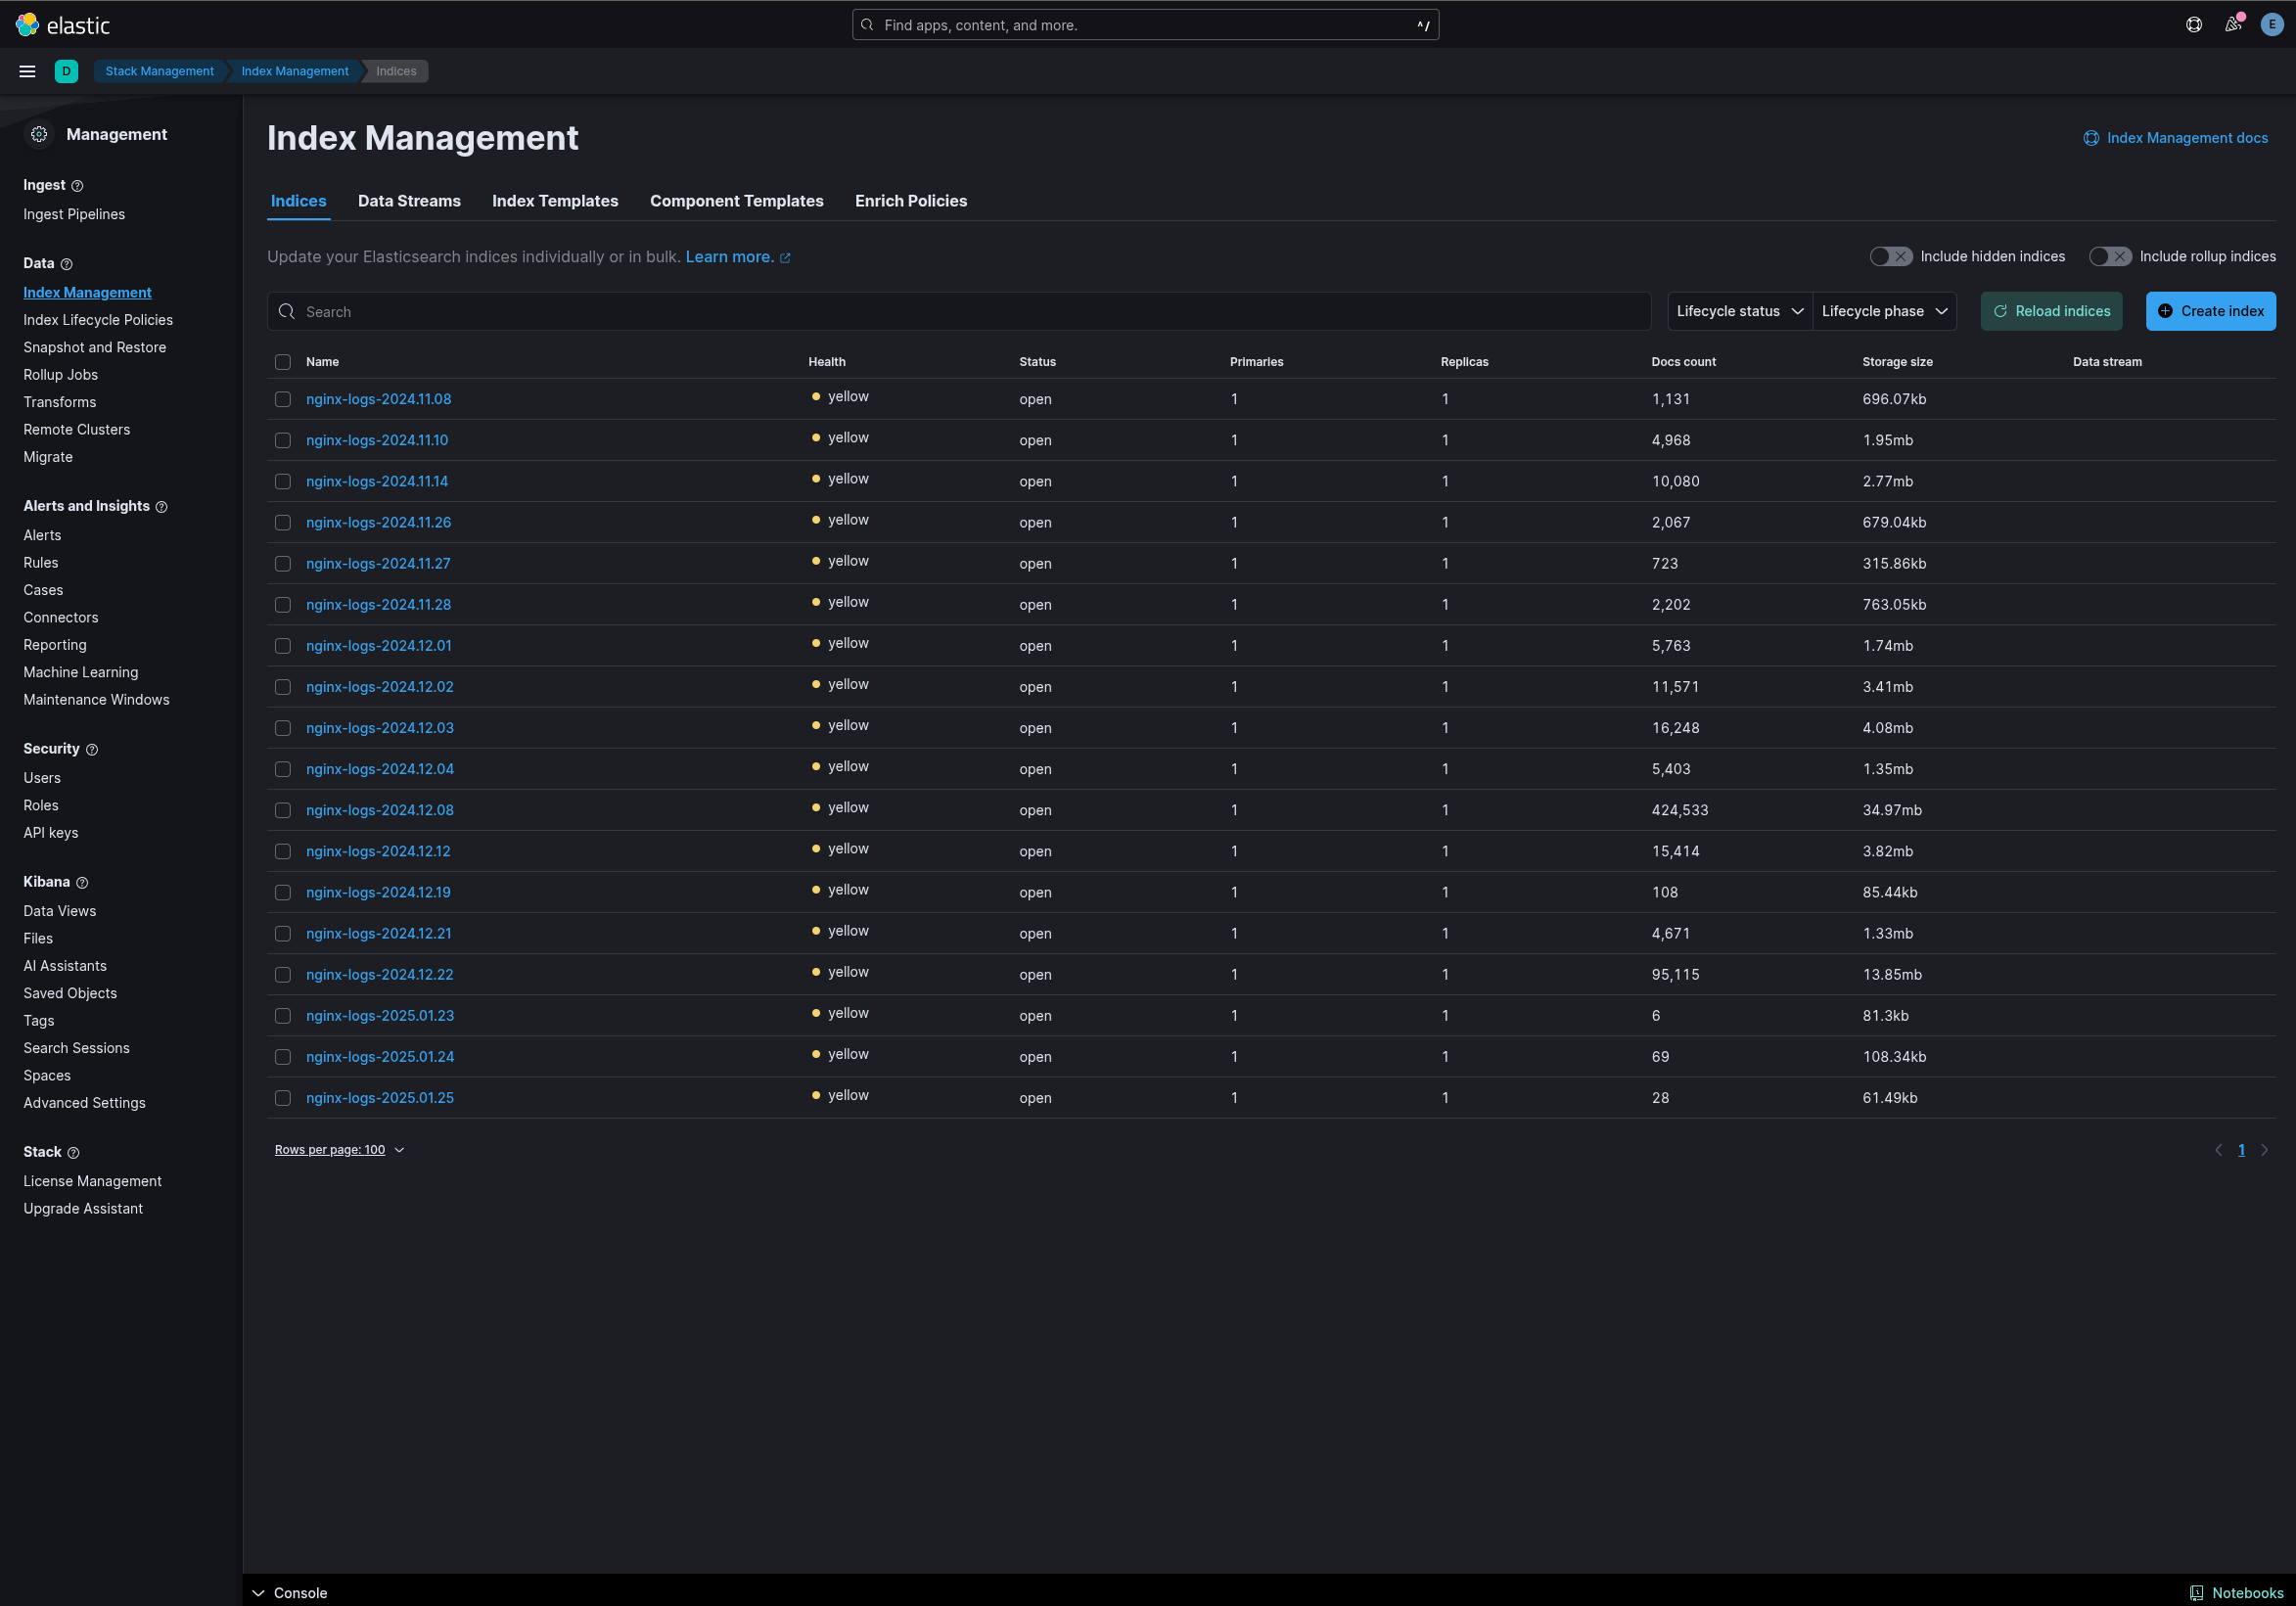 elastic
Find apps, content, and more. ^/
E
D Stack Management Index Management Indices
Management
Ingest
Ingest Pipelines
Data
Index Management
Index Lifecycle Policies
Snapshot and Restore
Rollup Jobs
Transforms
Remote Clusters
Migrate
Alerts and Insights
Alerts
Rules
Cases
Connectors
Reporting
Machine Learning
Maintenance Windows
Security
Users
Roles
API keys
Kibana
Data Views
Files
AI Assistants
Saved Objects
Tags
Search Sessions
Spaces
Advanced Settings
Stack
License Management
Upgrade Assistant
Index Management
Index Management docs
Indices Data Streams Index Templates Component Templates Enrich Policies
Update your Elasticsearch indices individually or in bulk. Learn more.
Include hidden indices Include rollup indices
Search Lifecycle status Lifecycle phase Reload indices Create index
Name Health Status Primaries Replicas Docs count Storage size Data stream
nginx-logs-2024.11.08 yellow open 1 1 1,131 696.07kb
nginx-logs-2024.11.10 yellow open 1 1 4,968 1.95mb
nginx-logs-2024.11.14 yellow open 1 1 10,080 2.77mb
nginx-logs-2024.11.26 yellow open 1 1 2,067 679.04kb
nginx-logs-2024.11.27 yellow open 1 1 723 315.86kb
nginx-logs-2024.11.28 yellow open 1 1 2,202 763.05kb
nginx-logs-2024.12.01 yellow open 1 1 5,763 1.74mb
nginx-logs-2024.12.02 yellow open 1 1 11,571 3.41mb
nginx-logs-2024.12.03 yellow open 1 1 16,248 4.08mb
nginx-logs-2024.12.04 yellow open 1 1 5,403 1.35mb
nginx-logs-2024.12.08 yellow open 1 1 424,533 34.97mb
nginx-logs-2024.12.12 yellow open 1 1 15,414 3.82mb
nginx-logs-2024.12.19 yellow open 1 1 108 85.44kb
nginx-logs-2024.12.21 yellow open 1 1 4,671 1.33mb
nginx-logs-2024.12.22 yellow open 1 1 95,115 13.85mb
nginx-logs-2025.01.23 yellow open 1 1 6 81.3kb
nginx-logs-2025.01.24 yellow open 1 1 69 108.34kb
nginx-logs-2025.01.25 yellow open 1 1 28 61.49kb
Rows per page: 100
1
Console
Notebooks